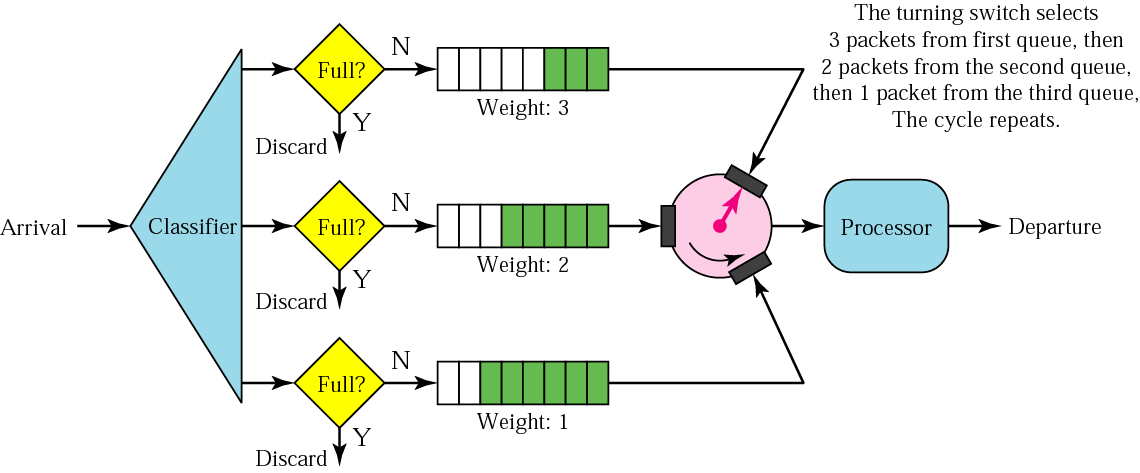 The turning switch selects
3 packets from first queue, then
2 packets from the second queue,
then 1 packet from the third queue,
The cycle repeats.
Full?
N
Y
Discard
Weight: 3
Arrival
Classifier
Full?
N
Y
Discard
Weight: 2
Processor
Departure
Full?
N
Y
Discard
Weight: 1